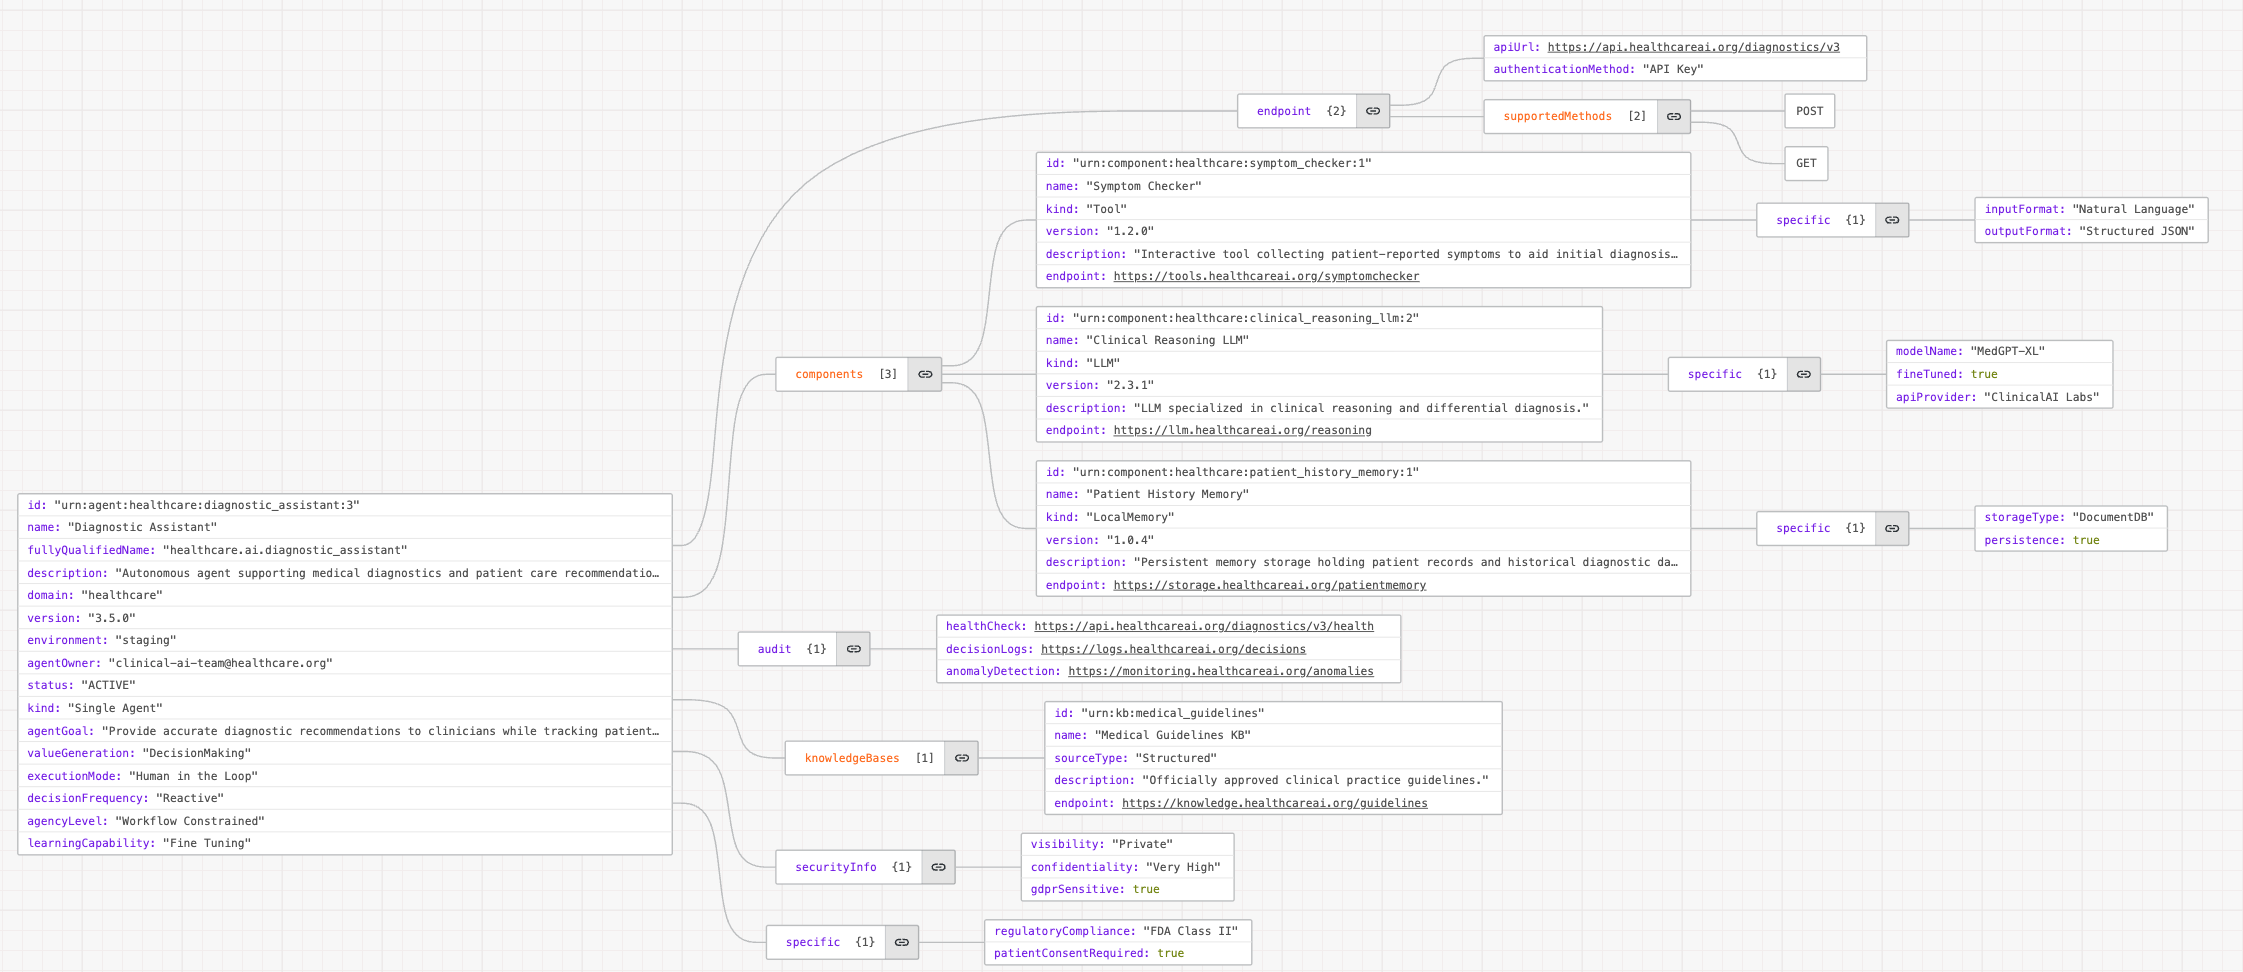 apiUrl: https://api.healthcareai.org/diagnostics/v3
authenticationMethod: "API Key"
endpoint {2}
supportedMethods [2]
POST
GET
id: "urn:component:healthcare:symptom_checker:1"
name: "Symptom Checker"
kind: "Tool"
version: "1.2.0"
description: "Interactive tool collecting patient-reported symptoms to aid initial diagnosis…
endpoint: https://tools.healthcareai.org/symptomchecker
specific {1}
inputFormat: "Natural Language"
outputFormat: "Structured JSON"
components [3]
id: "urn:component:healthcare:clinical_reasoning_llm:2"
name: "Clinical Reasoning LLM"
kind: "LLM"
version: "2.3.1"
description: "LLM specialized in clinical reasoning and differential diagnosis."
endpoint: https://llm.healthcareai.org/reasoning
specific {1}
modelName: "MedGPT-XL"
fineTuned: true
apiProvider: "ClinicalAI Labs"
id: "urn:component:healthcare:patient_history_memory:1"
name: "Patient History Memory"
kind: "LocalMemory"
version: "1.0.4"
description: "Persistent memory storage holding patient records and historical diagnostic da…
endpoint: https://storage.healthcareai.org/patientmemory
specific {1}
storageType: "DocumentDB"
persistence: true
id: "urn:agent:healthcare:diagnostic_assistant:3"
name: "Diagnostic Assistant"
fullyQualifiedName: "healthcare.ai.diagnostic_assistant"
description: "Autonomous agent supporting medical diagnostics and patient care recommendatio…
domain: "healthcare"
version: "3.5.0"
environment: "staging"
agentOwner: "clinical-ai-team@healthcare.org"
status: "ACTIVE"
kind: "Single Agent"
agentGoal: "Provide accurate diagnostic recommendations to clinicians while tracking patient…
valueGeneration: "DecisionMaking"
executionMode: "Human in the Loop"
decisionFrequency: "Reactive"
agencyLevel: "Workflow Constrained"
learningCapability: "Fine Tuning"
audit {1}
healthCheck: https://api.healthcareai.org/diagnostics/v3/health
decisionLogs: https://logs.healthcareai.org/decisions
anomalyDetection: https://monitoring.healthcareai.org/anomalies
knowledgeBases [1]
id: "urn:kb:medical_guidelines"
name: "Medical Guidelines KB"
sourceType: "Structured"
description: "Officially approved clinical practice guidelines."
endpoint: https://knowledge.healthcareai.org/guidelines
securityInfo {1}
visibility: "Private"
confidentiality: "Very High"
gdprSensitive: true
specific {1}
regulatoryCompliance: "FDA Class II"
patientConsentRequired: true